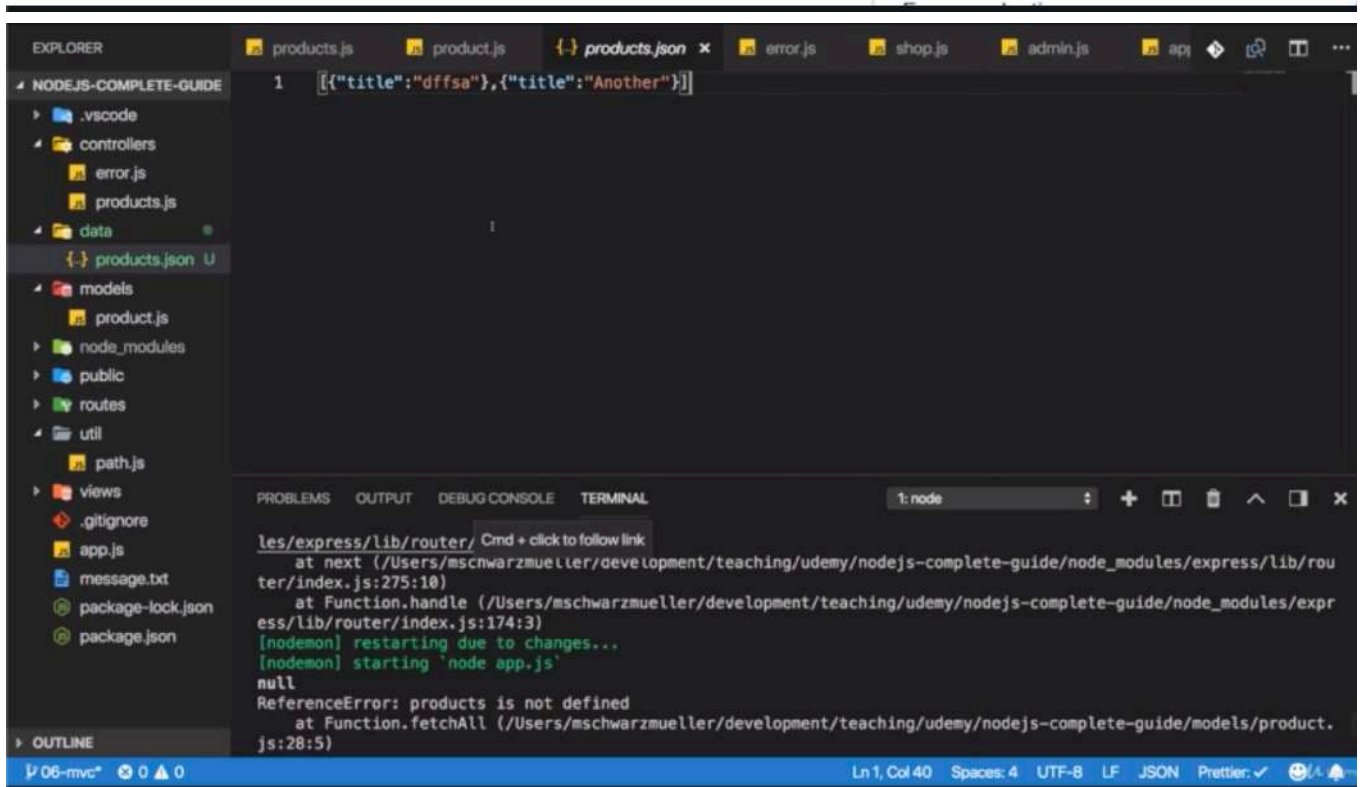 EXPLORER
products.js product.js {..} products.json × error.js shop.js admin.js app
NODEJS-COMPLETE-GUIDE
1 [{"title":"dffsa"},{"title":"Another"}]
.vscode
controllers
error.js
products.js
data
{..} products.json U
models
product.js
node_modules
public
routes
util
path.js
views
.gitignore
app.js
message.txt
package-lock.json
package.json
OUTLINE
PROBLEMS OUTPUT DEBUG CONSOLE TERMINAL 1: node
les/express/lib/router/ Cmd + click to follow link
at next (/Users/mschwarzmueller/development/teaching/udemy/nodejs-complete-guide/node_modules/express/lib/rou
ter/index.js:275:10)
at Function.handle (/Users/mschwarzmueller/development/teaching/udemy/nodejs-complete-guide/node_modules/expr
ess/lib/router/index.js:174:3)
[nodemon] restarting due to changes...
[nodemon] starting `node app.js`
null
ReferenceError: products is not defined
at Function.fetchAll (/Users/mschwarzmueller/development/teaching/udemy/nodejs-complete-guide/models/product.
js:28:5)
06-mvc* 0 0 Ln 1, Col 40 Spaces: 4 UTF-8 LF JSON Prettier: ✓